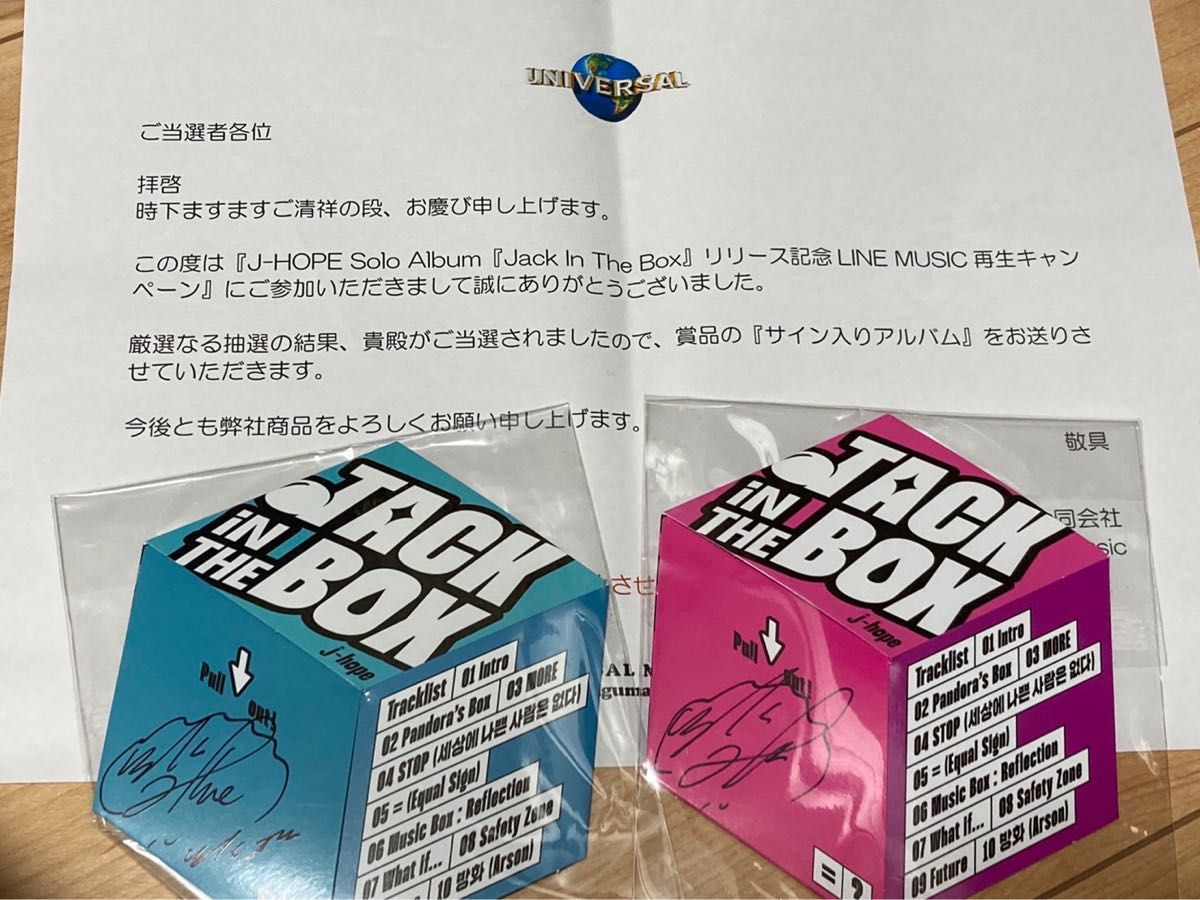 UNIVERSAL
ご当選者各位
拝啓
時下ますますご清祥の段、お慶び申し上げます。
この度は『J-HOPE Solo Album『Jack In The Box』リリース記念 LINE MUSIC 再生キャン
ペーン』にご参加いただきまして誠にありがとうございました。
厳選なる抽選の結果、貴殿がご当選されましたので、賞品の『サイン入りアルバム』をお送りさ
せていただきます。
今後とも弊社商品をよろしくお願い申し上げます。
敬具
同会社
sic
させ
guma
JACK
iN THE
BOX
j-hope
Pull
out!
Tracklist 01 Intro
02 Pandora's Box 03 MORE
04 STOP (세상에 나쁜 사람은 없다)
05 = (Equal Sign)
06 Music Box : Reflection
07 What If... 08 Safety Zone
10 방화 (Arson)
JACK
iN THE
BOX
j-hope
Pull
out!
Tracklist 01 Intro
02 Pandora's Box 03 MORE
04 STOP (세상에 나쁜 사람은 없다)
05 = (Equal Sign)
06 Music Box : Reflection
07 What If... 08 Safety Zone
09 Future 10 방화 (Arson)
= ?